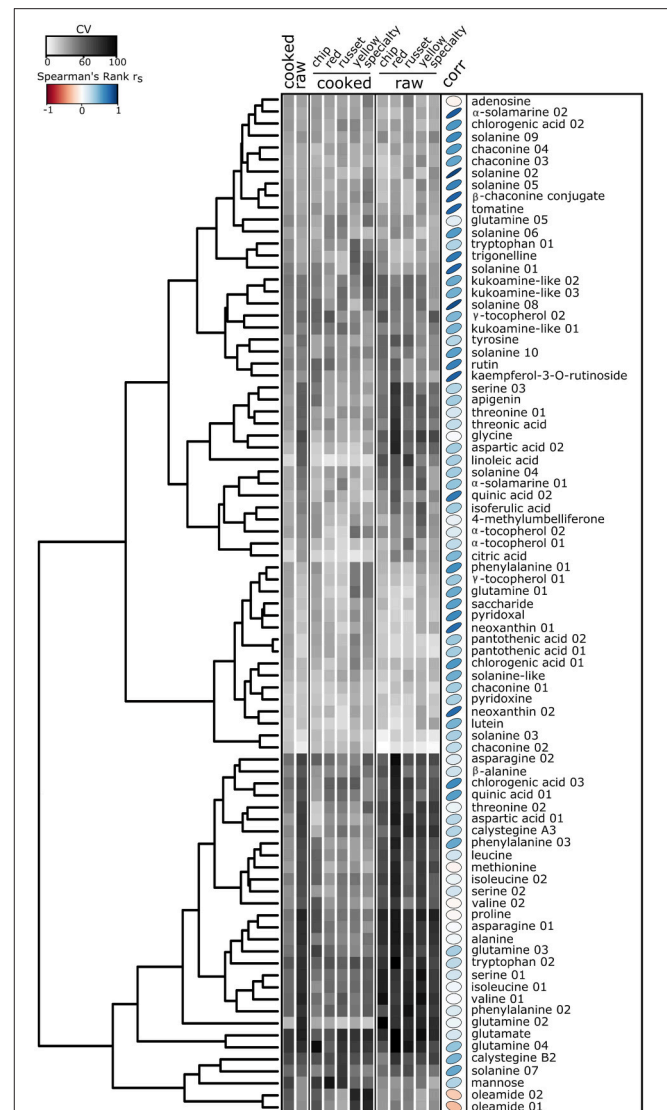 CV
0 60 100
Spearman's Rank rs
-1 0 1
cooked
raw
chip
red
russet
yellow
specialty
cooked
chip
red
russet
yellow
specialty
raw
corr
adenosine
α-solamarine 02
chlorogenic acid 02
solanine 09
chaconine 04
chaconine 03
solanine 02
solanine 05
β-chaconine conjugate
tomatine
glutamine 05
solanine 06
tryptophan 01
trigonelline
solanine 01
kukoamine-like 02
kukoamine-like 03
solanine 08
γ-tocopherol 02
kukoamine-like 01
tyrosine
solanine 10
rutin
kaempferol-3-O-rutinoside
serine 03
apigenin
threonine 01
threonic acid
glycine
aspartic acid 02
linoleic acid
solanine 04
α-solamarine 01
quinic acid 02
isoferulic acid
4-methylumbelliferone
α-tocopherol 02
α-tocopherol 01
citric acid
phenylalanine 01
γ-tocopherol 01
glutamine 01
saccharide
pyridoxal
neoxanthin 01
pantothenic acid 02
pantothenic acid 01
chlorogenic acid 01
solanine-like
chaconine 01
pyridoxine
neoxanthin 02
lutein
solanine 03
chaconine 02
asparagine 02
β-alanine
chlorogenic acid 03
quinic acid 01
threonine 02
aspartic acid 01
calystegine A3
phenylalanine 03
leucine
methionine
isoleucine 02
serine 02
valine 02
proline
asparagine 01
alanine
glutamine 03
tryptophan 02
serine 01
isoleucine 01
valine 01
phenylalanine 02
glutamine 02
glutamate
glutamine 04
calystegine B2
solanine 07
mannose
oleamide 02
oleamide 01